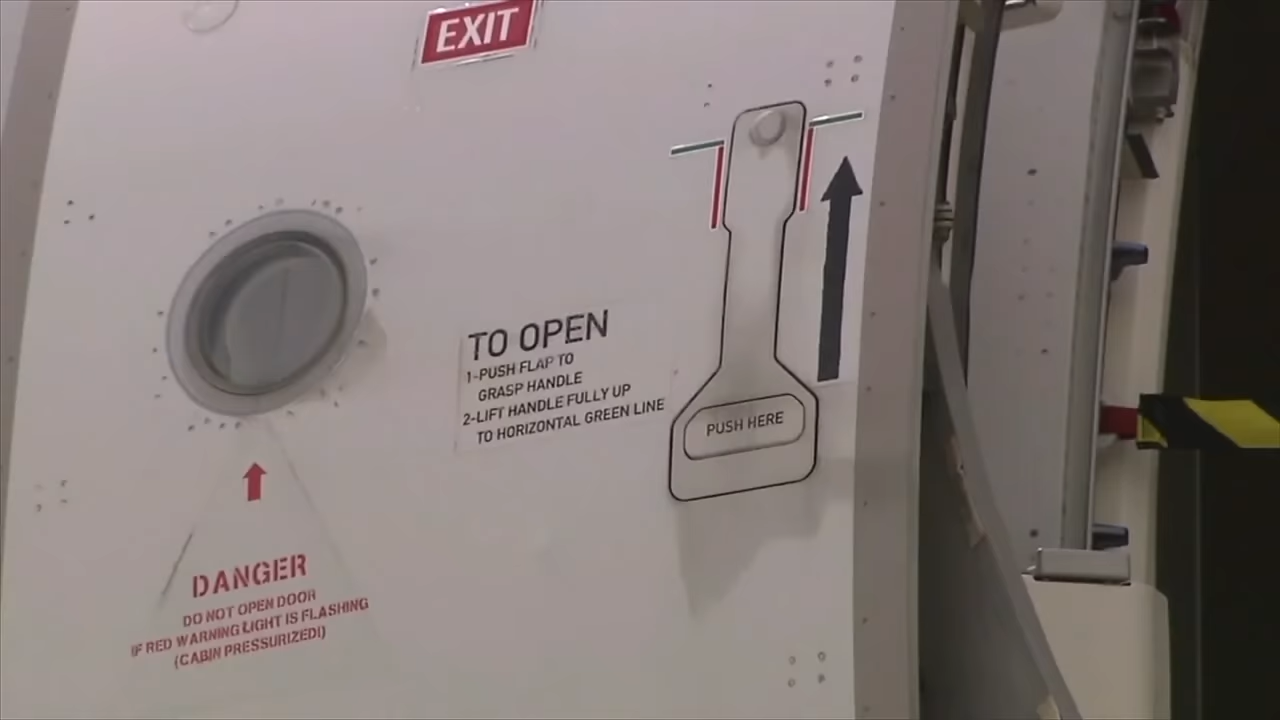 EXIT
TO OPEN
1-PUSH FLAP TO
GRASP HANDLE
2-LIFT HANDLE FULLY UP
TO HORIZONTAL GREEN LINE
PUSH HERE
DANGER
DO NOT OPEN DOOR
IF RED WARNING LIGHT IS FLASHING
(CABIN PRESSURIZED!)